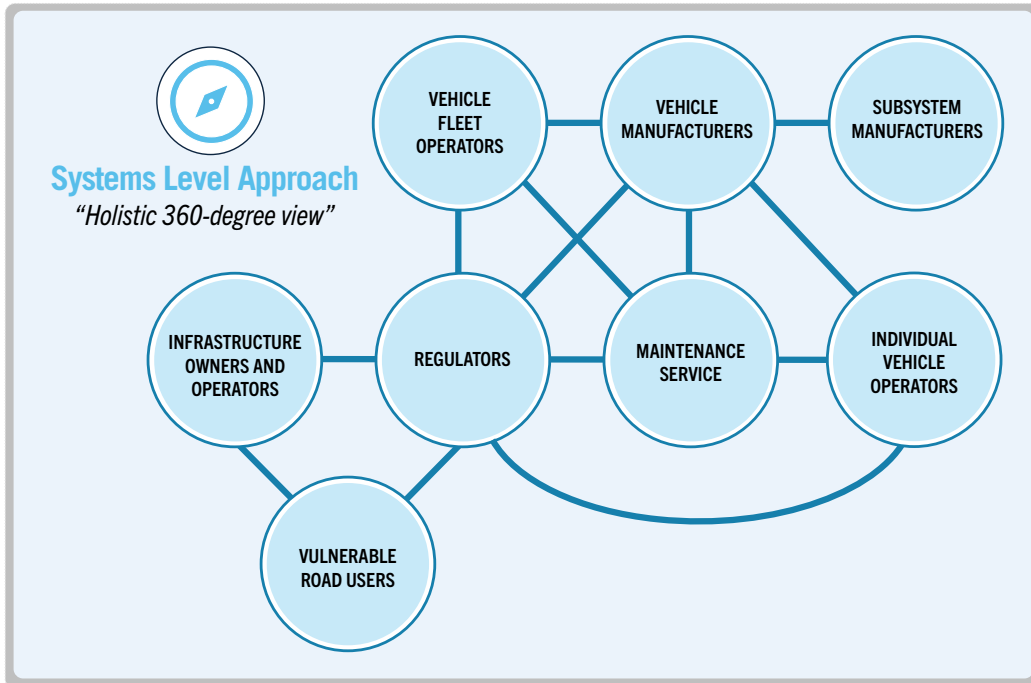 Systems Level Approach
“Holistic 360-degree view”
VEHICLE
FLEET
OPERATORS
VEHICLE
MANUFACTURERS
SUBSYSTEM
MANUFACTURERS
INFRASTRUCTURE
OWNERS AND
OPERATORS
REGULATORS
MAINTENANCE
SERVICE
INDIVIDUAL
VEHICLE
OPERATORS
VULNERABLE
ROAD USERS